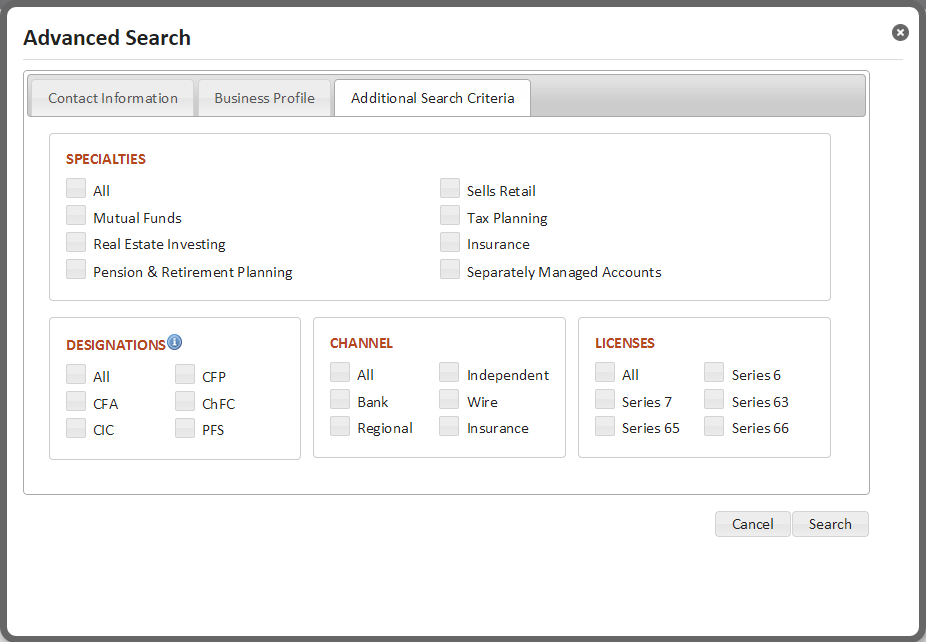 Advanced Search
Contact Information Business Profile Additional Search Criteria
SPECIALTIES
All Sells Retail
Mutual Funds Tax Planning
Real Estate Investing Insurance
Pension & Retirement Planning Separately Managed Accounts
DESIGNATIONS
All CFP
CFA ChFC
CIC PFS
CHANNEL
All Independent
Bank Wire
Regional Insurance
LICENSES
All Series 6
Series 7 Series 63
Series 65 Series 66
Cancel Search